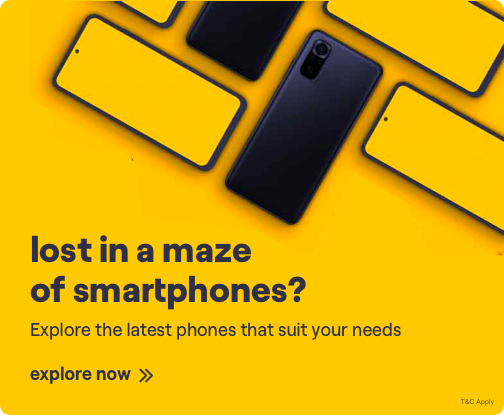 lost in a maze
of smartphones?
Explore the latest phones that suit your needs
explore now
T&C Apply